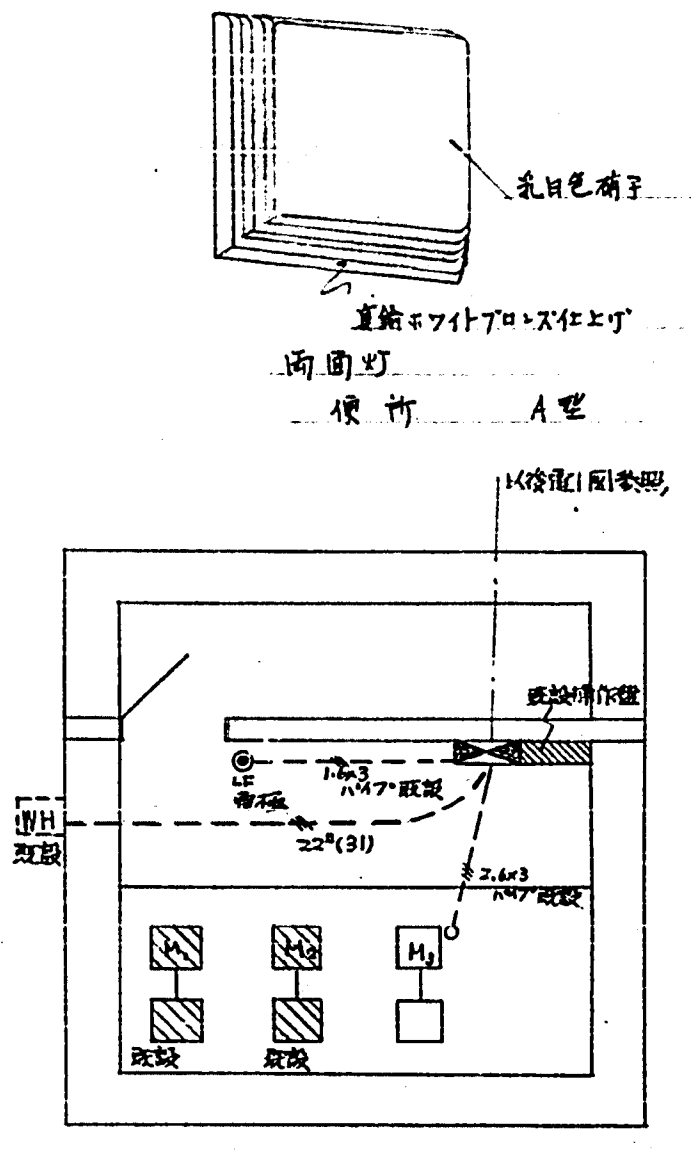 乳白色硝子
真鍮ホワイトブロンズ仕上げ
両面灯
便所 A型
以後電1図参照
既設操作盤
1.6×3
パイプ既設
LF
電極
WH
既設
22□(31)
2.6×3
パイプ既設
M₁ M₂ M₃
既設 既設